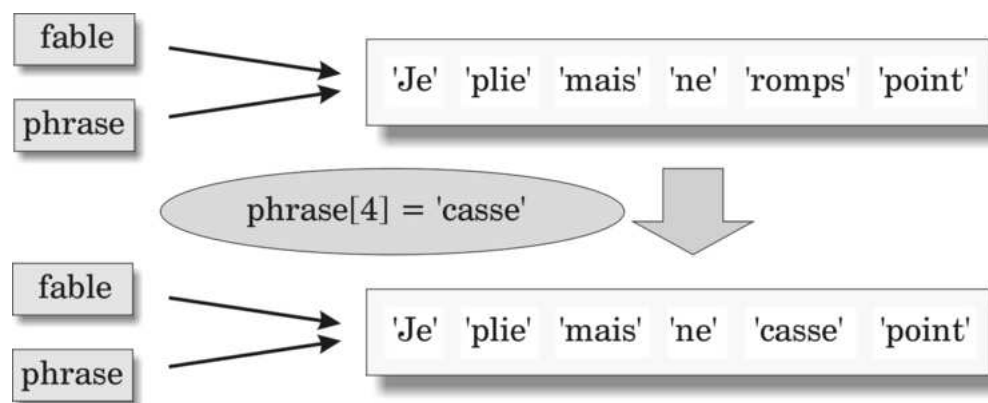 fable
'Je' 'plie' 'mais' 'ne' 'romps' 'point'
phrase
phrase[4] = 'casse'
fable
'Je' 'plie' 'mais' 'ne' 'casse' 'point'
phrase